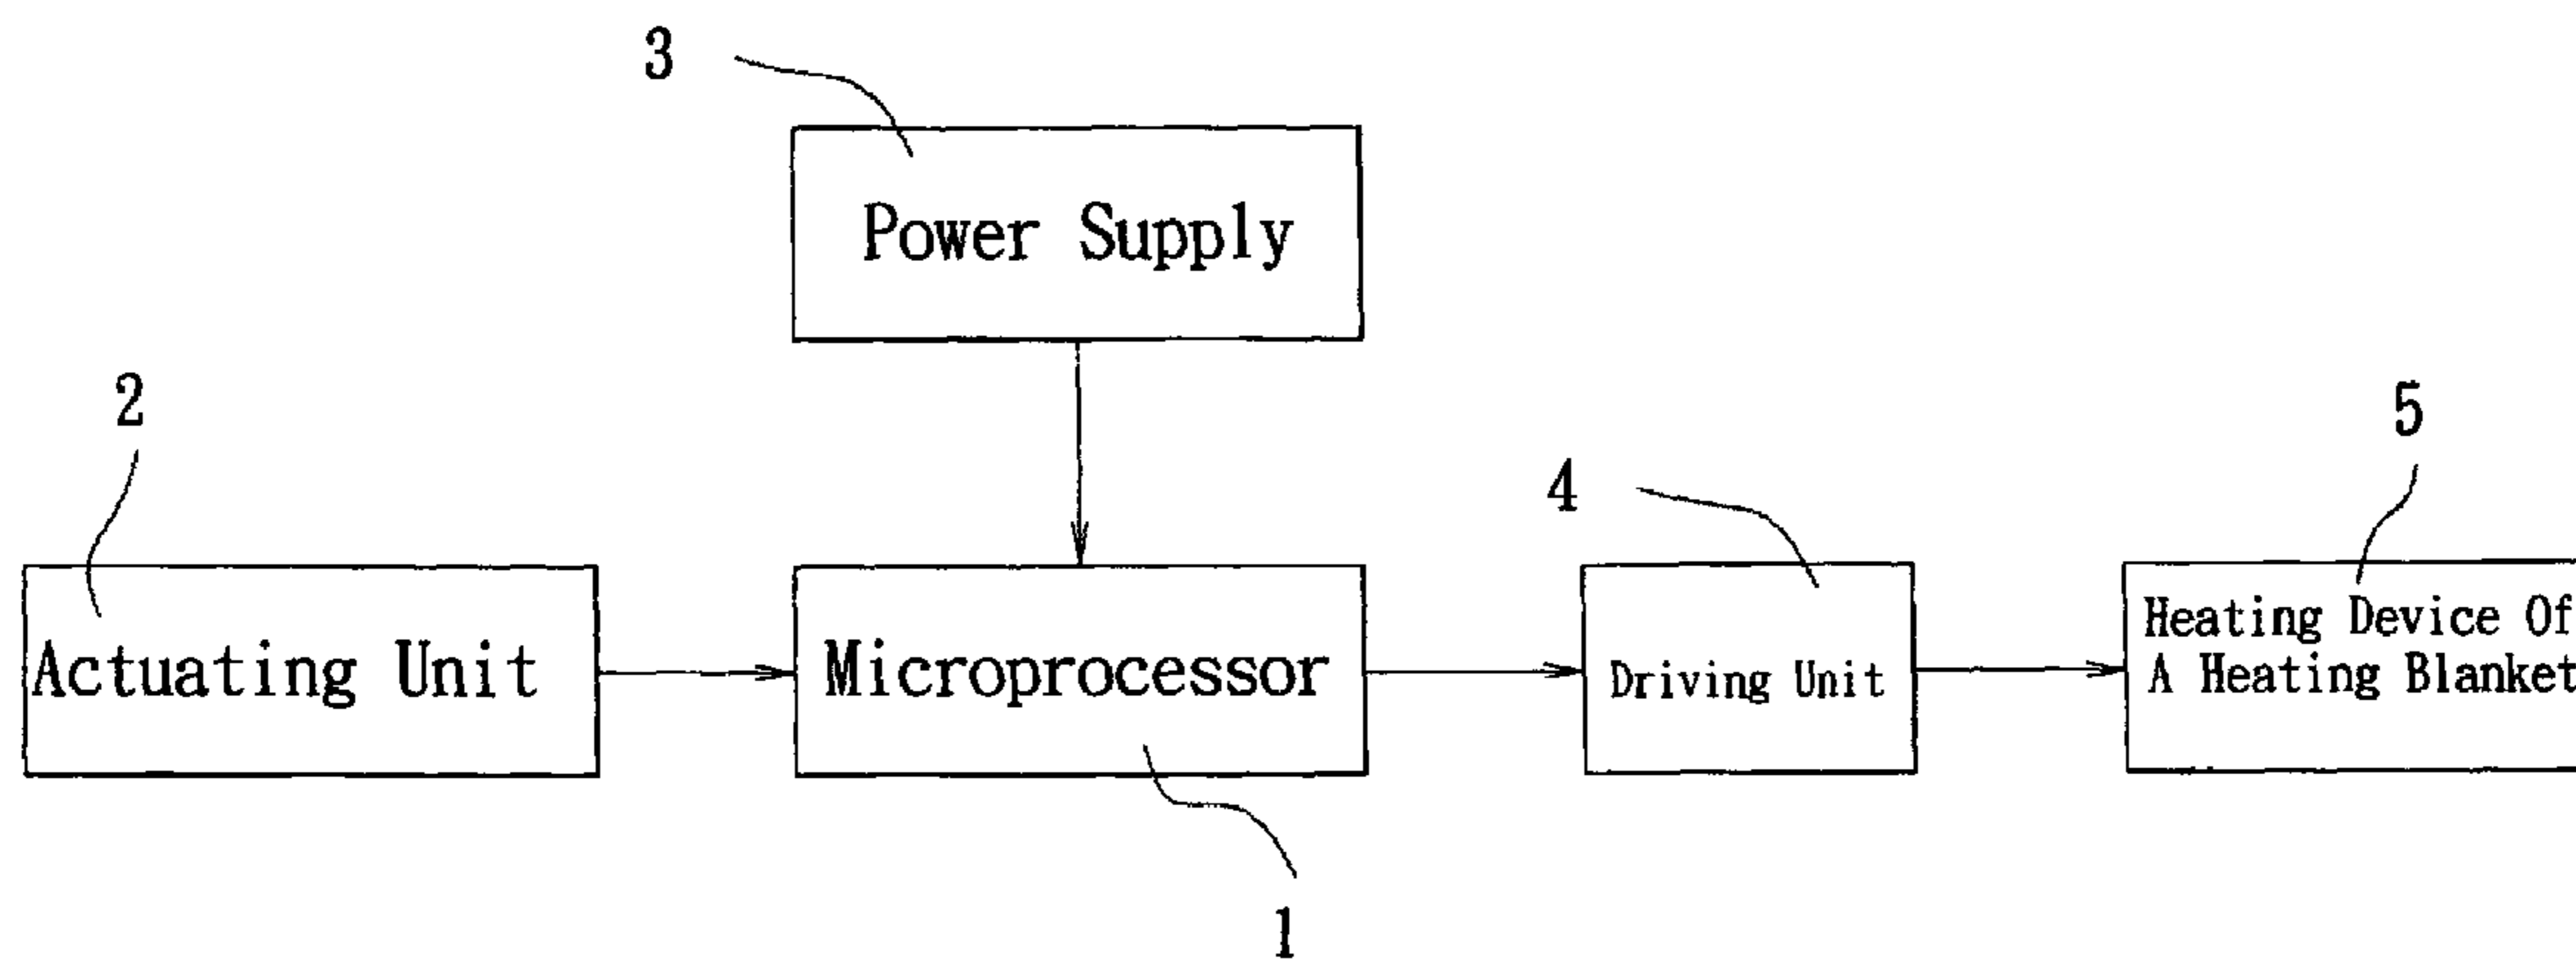 3
Power Supply
2
5
4
Actuating Unit
Microprocessor
Driving Unit
Heating Device Of
A Heating Blanket
1